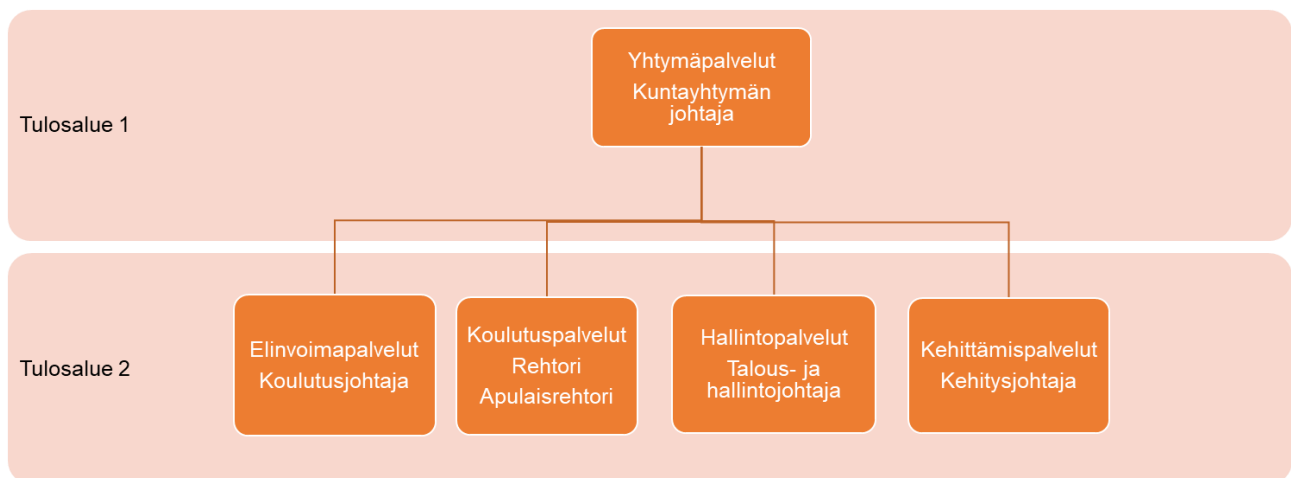 Tulosalue 1
Yhtymäpalvelut
Kuntayhtymän
johtaja
Tulosalue 2
Elinvoimapalvelut
Koulutusjohtaja
Koulutuspalvelut
Rehtori
Apulaisrehtori
Hallintopalvelut
Talous- ja
hallintojohtaja
Kehittämispalvelut
Kehitysjohtaja